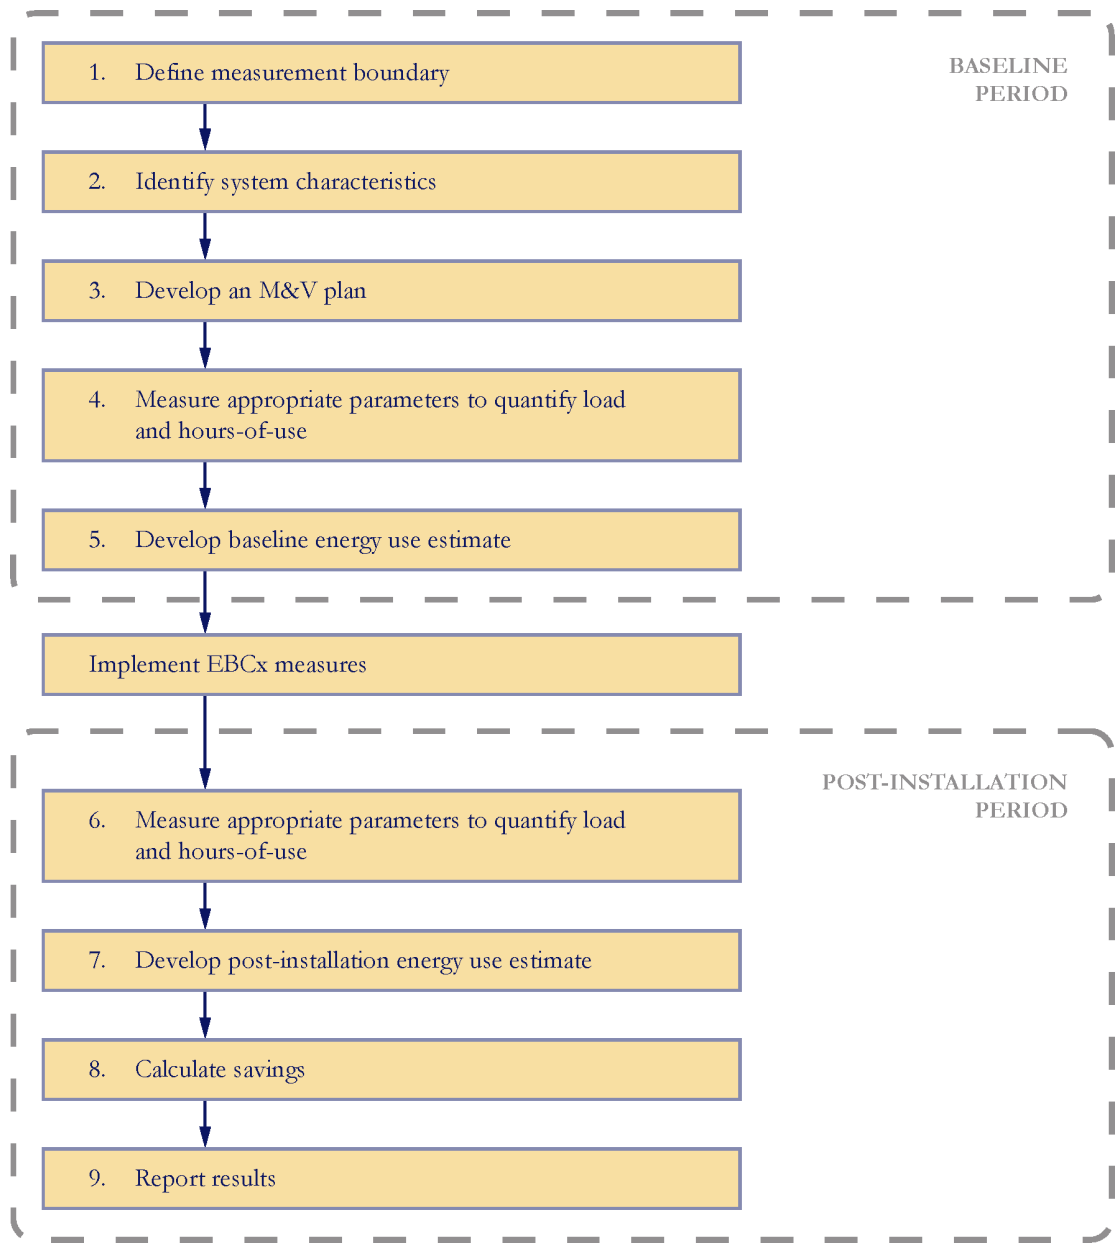 BASELINE
PERIOD
1. Define measurement boundary
2. Identify system characteristics
3. Develop an M&V plan
4. Measure appropriate parameters to quantify load
and hours-of-use
5. Develop baseline energy use estimate
Implement EBCx measures
POST-INSTALLATION
PERIOD
6. Measure appropriate parameters to quantify load
and hours-of-use
7. Develop post-installation energy use estimate
8. Calculate savings
9. Report results